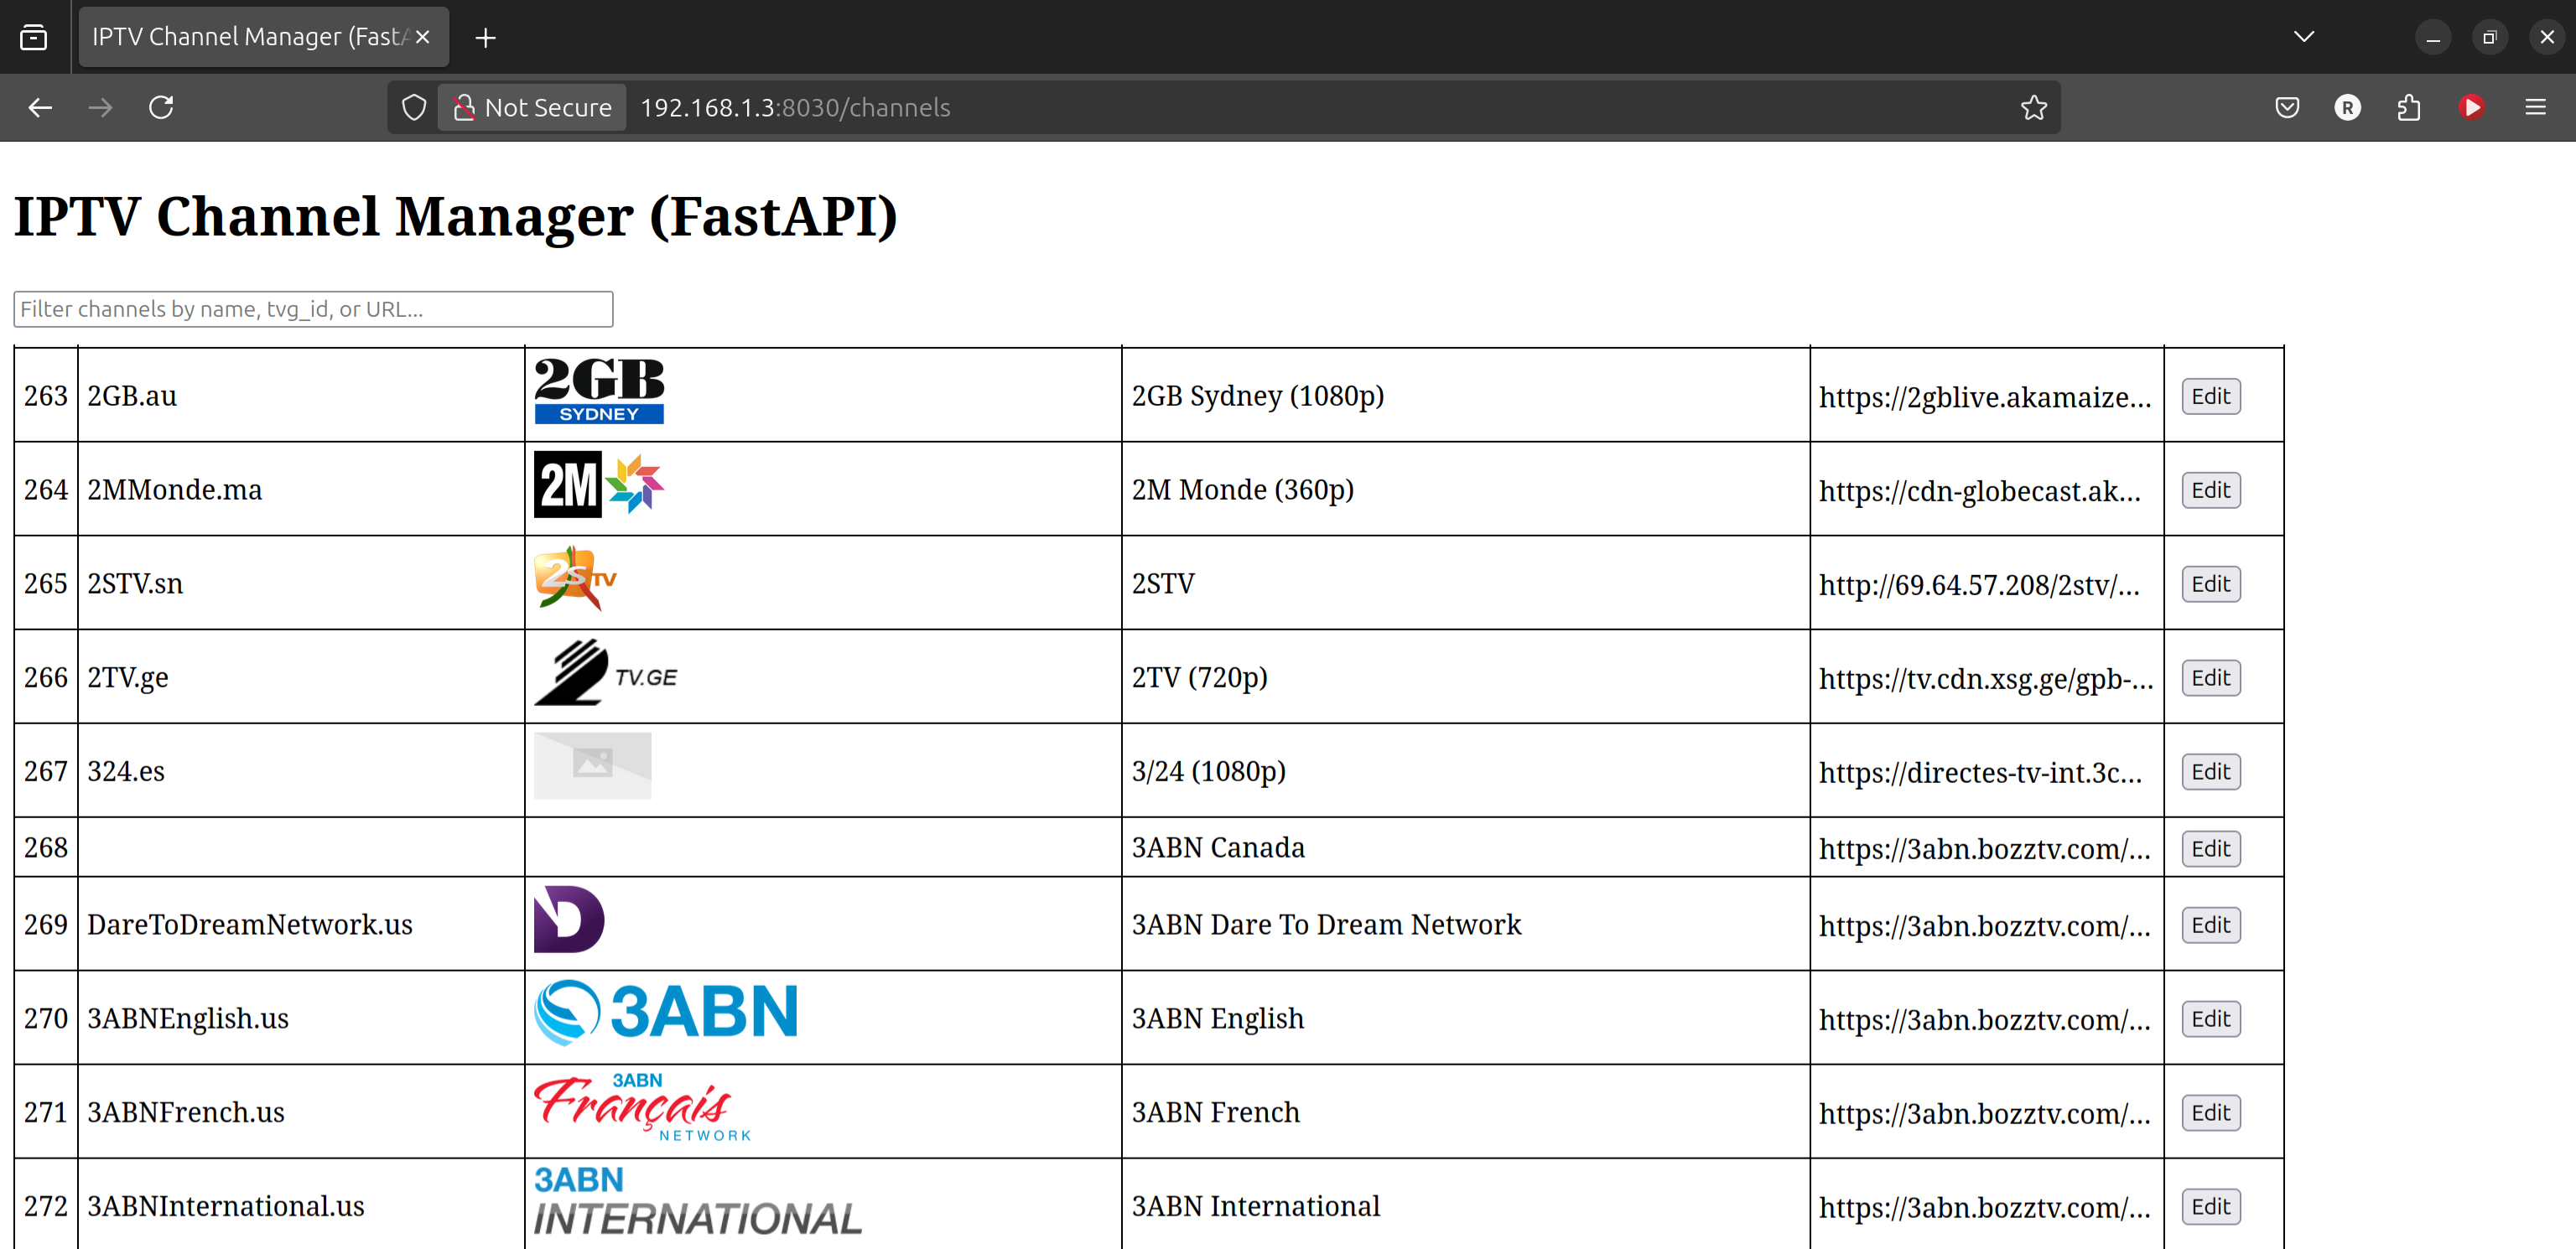 IPTV Channel Manager (FastA
Not Secure 192.168.1.3:8030/channels
R
IPTV Channel Manager (FastAPI)
Filter channels by name, tvg_id, or URL...
263 2GB.au 2GB SYDNEY 2GB Sydney (1080p) https://2gblive.akamaize... Edit
264 2MMonde.ma 2M 2M Monde (360p) https://cdn-globecast.ak... Edit
265 2STV.sn 2STV 2STV http://69.64.57.208/2stv/... Edit
266 2TV.ge 2 TV.GE 2TV (720p) https://tv.cdn.xsg.ge/gpb-... Edit
267 324.es 3/24 (1080p) https://directes-tv-int.3c... Edit
268 3ABN Canada https://3abn.bozztv.com/... Edit
269 DareToDreamNetwork.us D 3ABN Dare To Dream Network https://3abn.bozztv.com/... Edit
270 3ABNEnglish.us 3ABN 3ABN English https://3abn.bozztv.com/... Edit
271 3ABNFrench.us 3ABN Français NETWORK 3ABN French https://3abn.bozztv.com/... Edit
272 3ABNInternational.us 3ABN INTERNATIONAL 3ABN International https://3abn.bozztv.com/... Edit